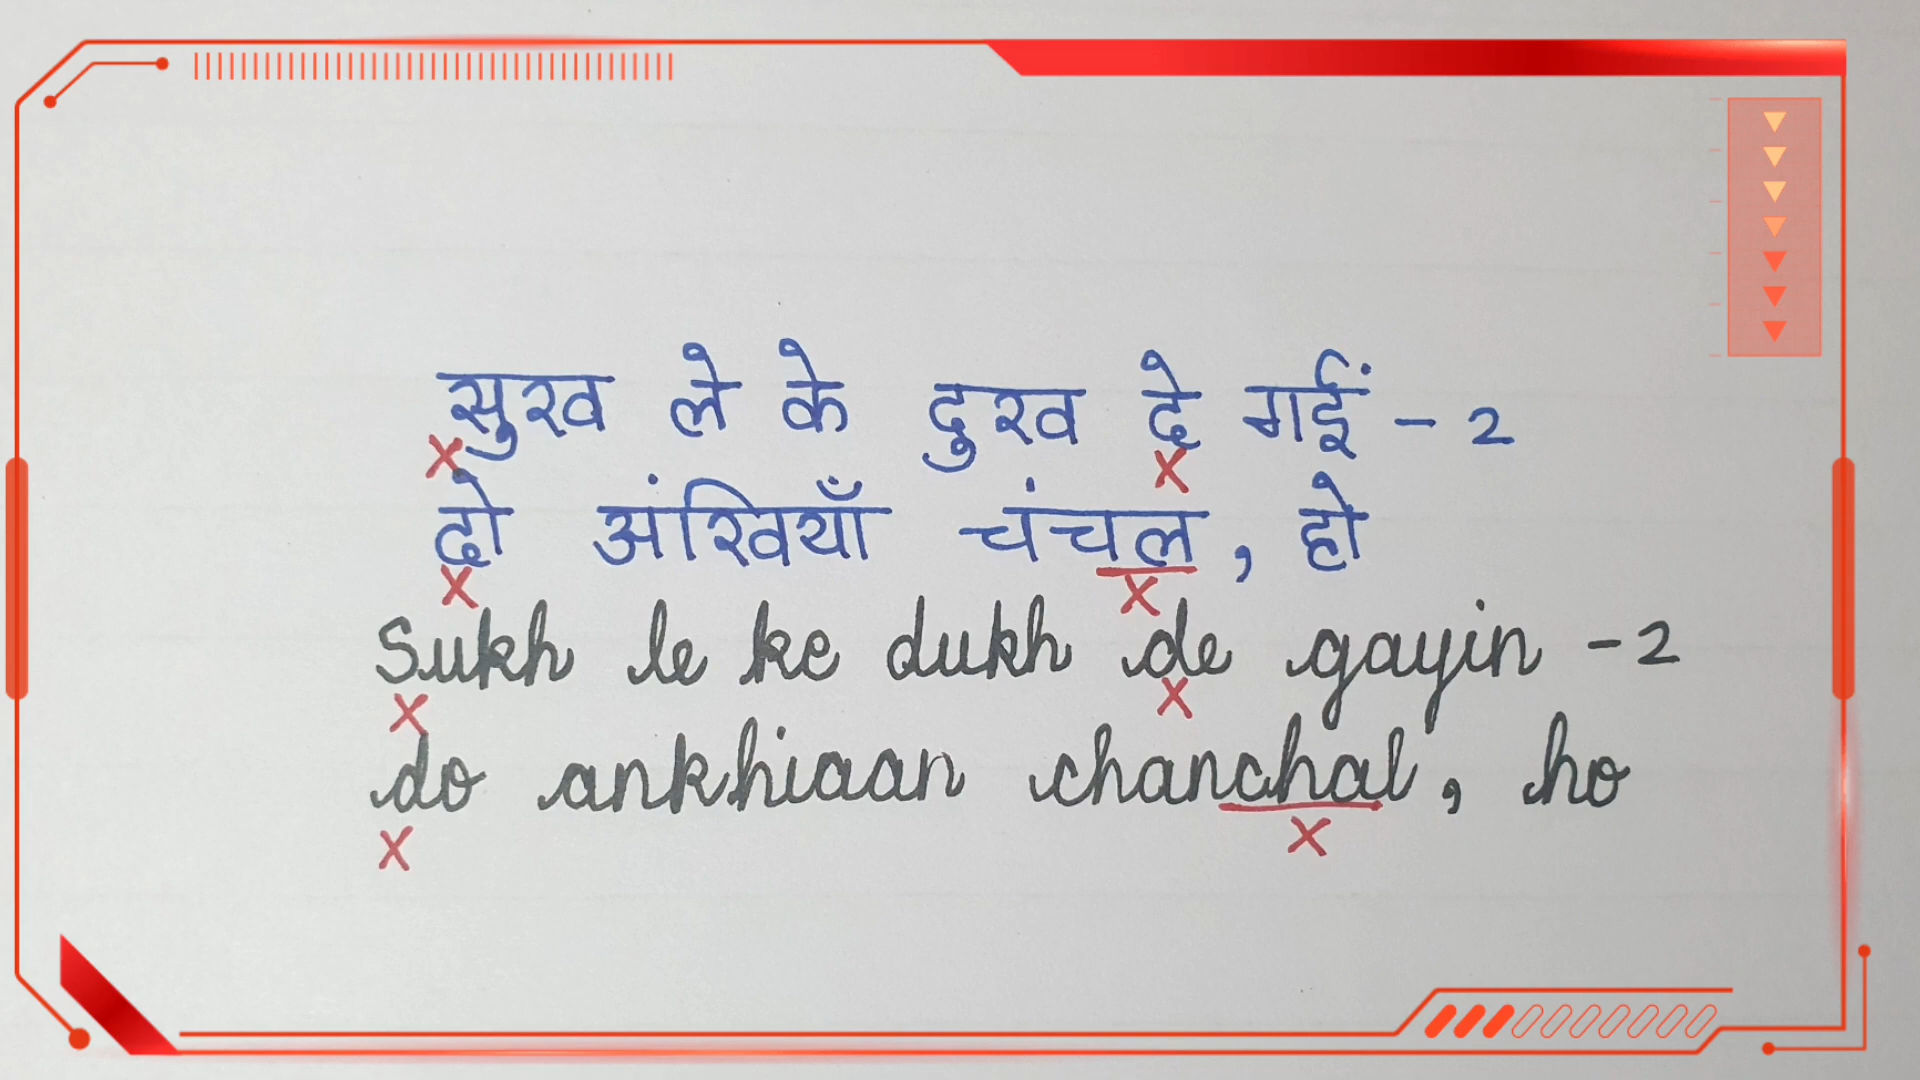 सुख ले के दुख दे गईं - 2
x x
दो अंखियाँ चंचल, हो
x x
Sukh le ke dukh de gayin - 2
x x
do ankhiaan chanchal, ho
x x